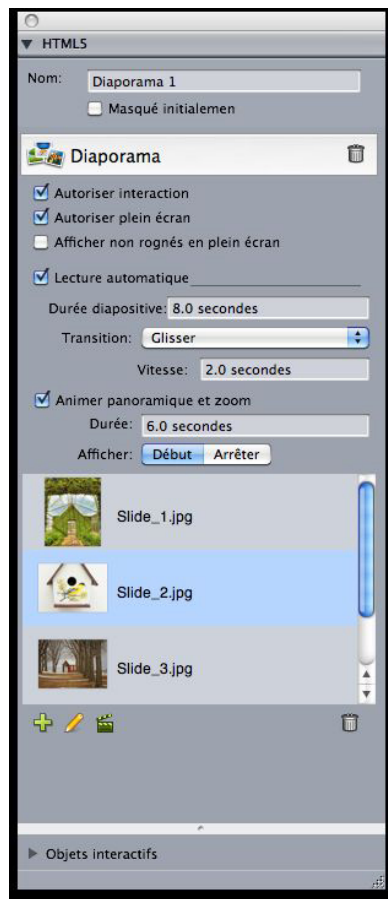 HTML5
Nom: Diaporama 1
Masqué initialemen
Diaporama
Autoriser interaction
Autoriser plein écran
Afficher non rognés en plein écran
Lecture automatique
Durée diapositive: 8.0 secondes
Transition: Glisser
Vitesse: 2.0 secondes
Animer panoramique et zoom
Durée: 6.0 secondes
Afficher: Début Arrêter
Slide_1.jpg
Slide_2.jpg
Slide_3.jpg
Objets interactifs